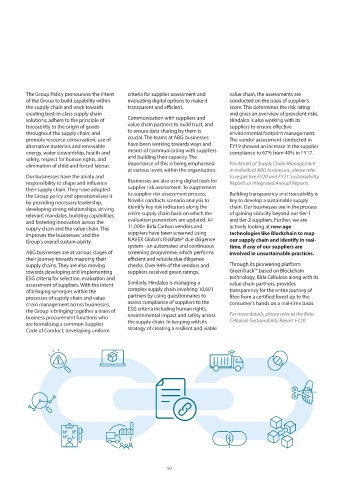 The Group Policy pronounces the intent
of the Group to build capability within
the supply chain and work towards
creating best-in-class supply chain
solutions; adhere to the principle of
traceability to the origin of goods
throughout the supply chain; and
promote resource conservation, use of
alternative materials and renewable
energy, water stewardship, health and
safety, respect for human rights, and
elimination of child and forced labour.
Our businesses have the ability and
responsibility to shape and influence
their supply chain. They have adopted
the Group policy and operationalised it
by providing necessary leadership,
developing strong relationships, driving
relevant mandates, building capabilities
and fostering innovation across the
supply chain and the value chain. This
improves the businesses' and the
Group's overall sustainability.
ABG businesses are at various stages of
their journey towards mapping their
supply chains. They are also moving
towards developing and implementing
ESG criteria for selection, evaluation and
assessment of suppliers. With the intent
of bringing synergies within the
processes of supply chain and value
chain management across businesses,
the Group is bringing together a team of
business procurement functions who
are formalising a common Supplier
Code of Conduct, developing uniform
criteria for supplier assessment and
evaluating digital options to make it
transparent and efficient.
Communication with suppliers and
value chain partners to build trust, and
to ensure data sharing by them is
crucial. The teams at ABG businesses
have been working towards ways and
means of communicating with suppliers
and building their capacity. The
importance of this is being emphasised
at various levels within the organisation.
Businesses are also using digital tools for
supplier risk assessment. To supplement
to supplier risk assessment process,
Novelis conducts scenario analysis to
identify key risk indicators along the
entire supply chain basis on which the
evaluation parameters are updated. All
11,000+ Birla Carbon vendors and
suppliers have been screened using
NAVEX Global's RiskRate® due diligence
system - an automated and continuous
screening programme, which performs
efficient and reliable due diligence
checks. Over 96% of the vendors and
suppliers received green ratings.
Similarly, Hindalco is managing a
complex supply chain involving 10,601
partners by using questionnaires to
assess compliance of suppliers to the
ESG criteria including human rights,
environmental impact and safety across
the supply chain. In keeping with its
strategy of creating a resilient and viable
value chain, the assessments are
conducted on the basis of supplier's
score. This determines the risk rating
and gives an overview of prevalent risks.
Hindalco is also working with its
suppliers to ensure effective
environmental footprint management.
The vendor assessment conducted in
FY19 showed an increase in the supplier
compliance to 67% from 40% in FY17.
For details of Supply Chain Management
in individual ABG businesses, please refer
to respective FY20 and FY21 Sustainability
Reports or Integrated Annual Reports.
Building transparency and traceability is
key to develop a sustainable supply
chain. Our businesses are in the process
of gaining visibility beyond our tier-1
and tier-2 suppliers. Further, we are
actively looking at new-age
technologies like Blockchain to map
our supply chain and identify in real-
time, if any of our suppliers are
involved in unsustainable practices.
Through its pioneering platform
GreenTrack™ based on Blockchain
technology, Birla Cellulose along with its
value chain partners, provides
transparency for the entire journey of
fibre from a certified forest up to the
consumer's hands on a real-time basis.
For more details, please refer to the Birla
Cellulose Sustainability Report FY20.